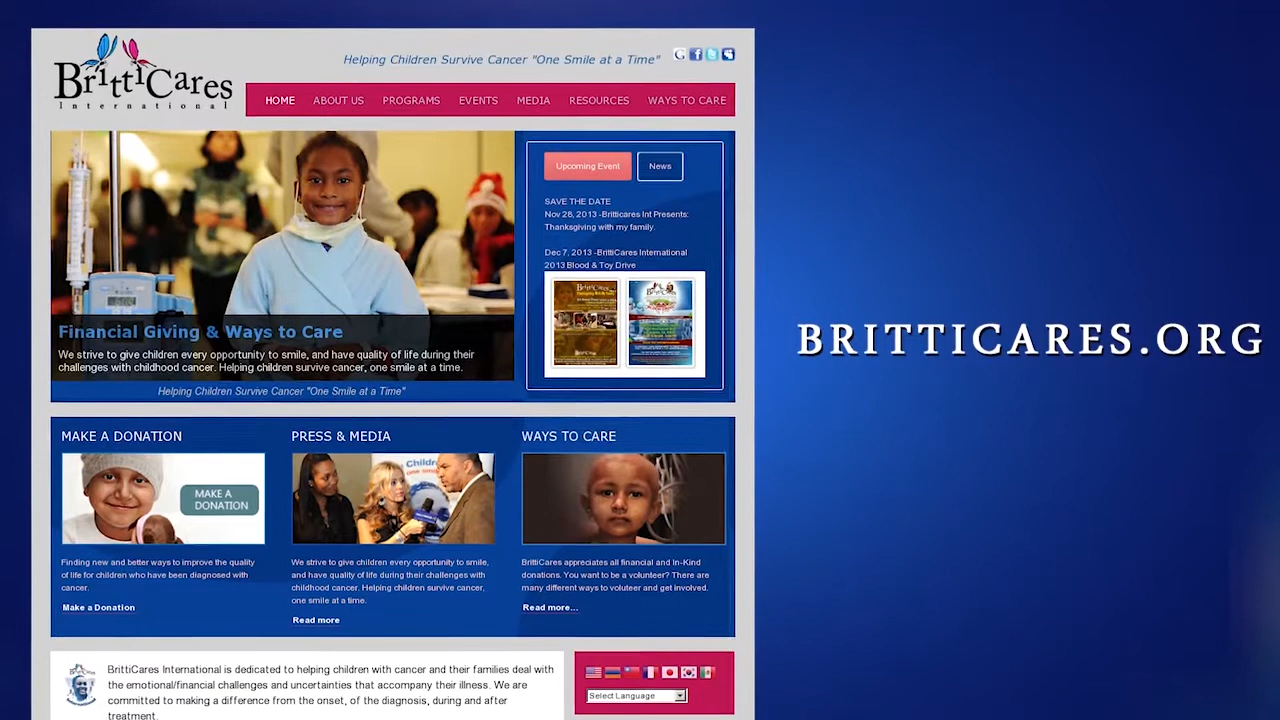 BrittiCares
International
Helping Children Survive Cancer "One Smile at a Time"
HOME ABOUT US PROGRAMS EVENTS MEDIA RESOURCES WAYS TO CARE
Financial Giving & Ways to Care
We strive to give children every opportunity to smile, and have quality of life during their
challenges with childhood cancer. Helping children survive cancer, one smile at a time.
Helping Children Survive Cancer "One Smile at a Time"
Upcoming Event News
SAVE THE DATE
Nov 28, 2013 -Britticares Int Presents:
Thanksgiving with my family.
Dec 7, 2013 -BrittiCares International
2013 Blood & Toy Drive
BRITTICARES.ORG
MAKE A DONATION
MAKE A
DONATION
Finding new and better ways to improve the quality
of life for children who have been diagnosed with
cancer.
Make a Donation
PRESS & MEDIA
Children
one smile
We strive to give children every opportunity to smile,
and have quality of life during their challenges with
childhood cancer. Helping children survive cancer,
one smile at a time.
Read more
WAYS TO CARE
BrittiCares appreciates all financial and In-Kind
donations. You want to be a volunteer? There are
many different ways to voluteer and get involved.
Read more...
BrittiCares International is dedicated to helping children with cancer and their families deal with
the emotional/financial challenges and uncertainties that accompany their illness. We are
committed to making a difference from the onset, of the diagnosis, during and after
treatment.
Select Language